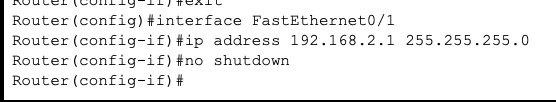 Router(config-if)#exit
Router(config)#interface FastEthernet0/1
Router(config-if)#ip address 192.168.2.1 255.255.255.0
Router(config-if)#no shutdown
Router(config-if)#